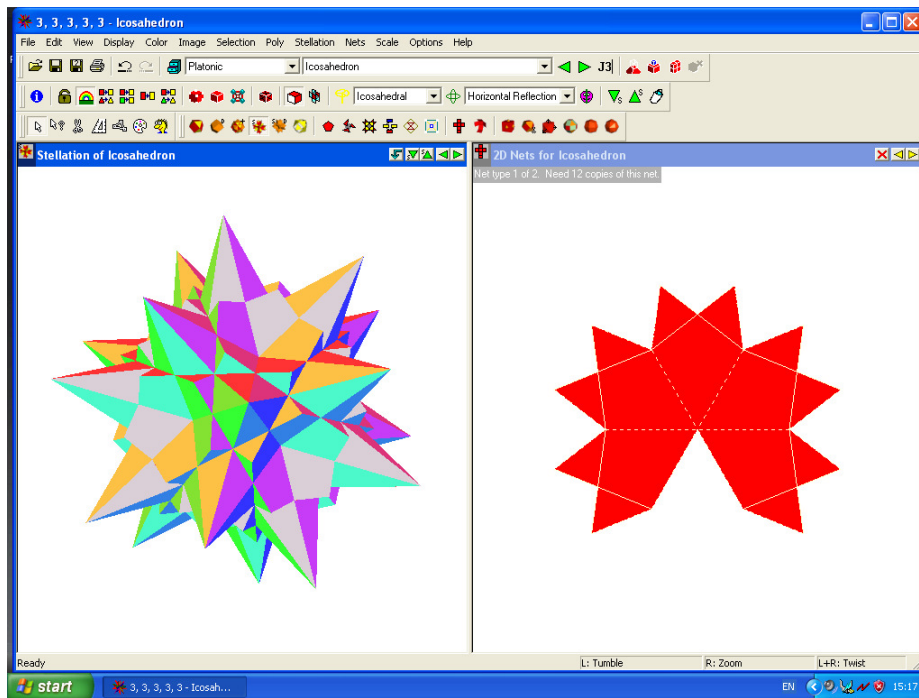 3, 3, 3, 3, 3 - Icosahedron
File Edit View Display Color Image Selection Poly Stellation Nets Scale Options Help
Platonic Icosahedron J3
Icosahedral Horizontal Reflection S S
Stellation of Icosahedron
2D Nets for Icosahedron
Net type 1 of 2. Need 12 copies of this net.
Ready L: Tumble R: Zoom L+R: Twist
start 3, 3, 3, 3, 3 - Icosah... EN 15:17